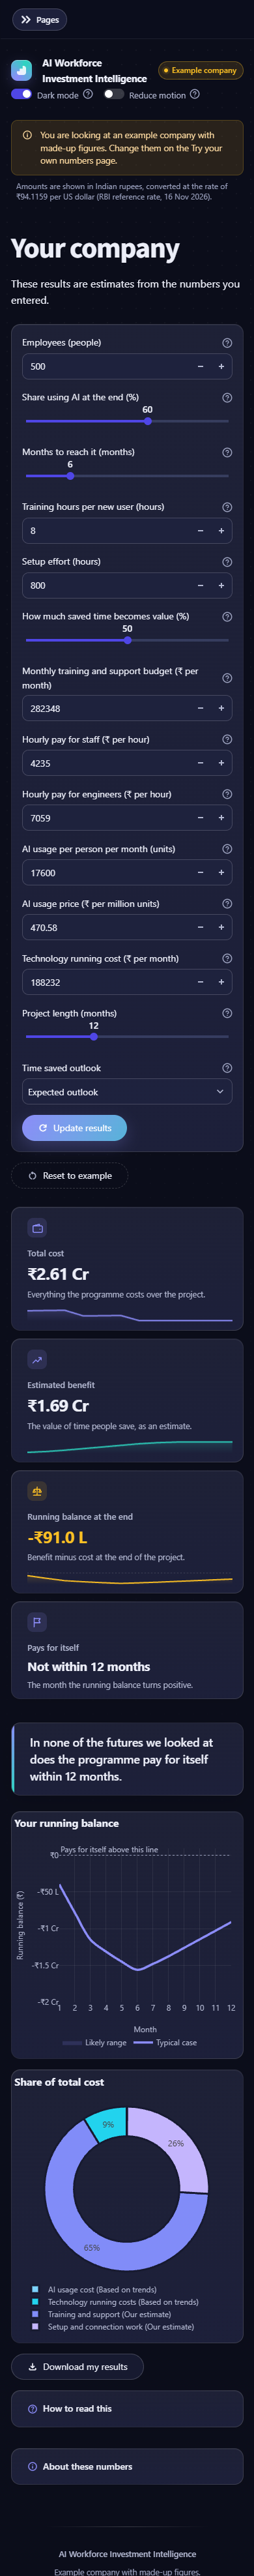 Pages
AI Workforce
Investment Intelligence
Example company
Dark mode
Reduce motion
You are looking at an example company with
made-up figures. Change them on the Try your
own numbers page.
Amounts are shown in Indian rupees, converted at the rate of
₹94.1159 per US dollar (RBI reference rate, 16 Nov 2026).
Your company
These results are estimates from the numbers you
entered.
Employees (people)
500
Share using AI at the end (%)
60
Months to reach it (months)
6
Training hours per new user (hours)
8
Setup effort (hours)
800
How much saved time becomes value (%)
50
Monthly training and support budget (₹ per
month)
282348
Hourly pay for staff (₹ per hour)
4235
Hourly pay for engineers (₹ per hour)
7059
AI usage per person per month (units)
17600
AI usage price (₹ per million units)
470.58
Technology running cost (₹ per month)
188232
Project length (months)
12
Time saved outlook
Expected outlook
Update results
Reset to example
Total cost
₹2.61 Cr
Everything the programme costs over the project.
Estimated benefit
₹1.69 Cr
The value of time people save, as an estimate.
Running balance at the end
-₹91.0 L
Benefit minus cost at the end of the project.
Pays for itself
Not within 12 months
The month the running balance turns positive.
In none of the futures we looked at
does the programme pay for itself
within 12 months.
Your running balance
Pays for itself above this line
₹0
-₹50 L
-₹1 Cr
-₹1.5 Cr
-₹2 Cr
Running balance (₹)
1 2 3 4 5 6 7 8 9 10 11 12
Month
Likely range Typical case
Share of total cost
9%
26%
65%
AI usage cost (Based on trends)
Technology running costs (Based on trends)
Training and support (Our estimate)
Setup and connection work (Our estimate)
Download my results
How to read this
About these numbers
AI Workforce Investment Intelligence
Example company with made-up figures.